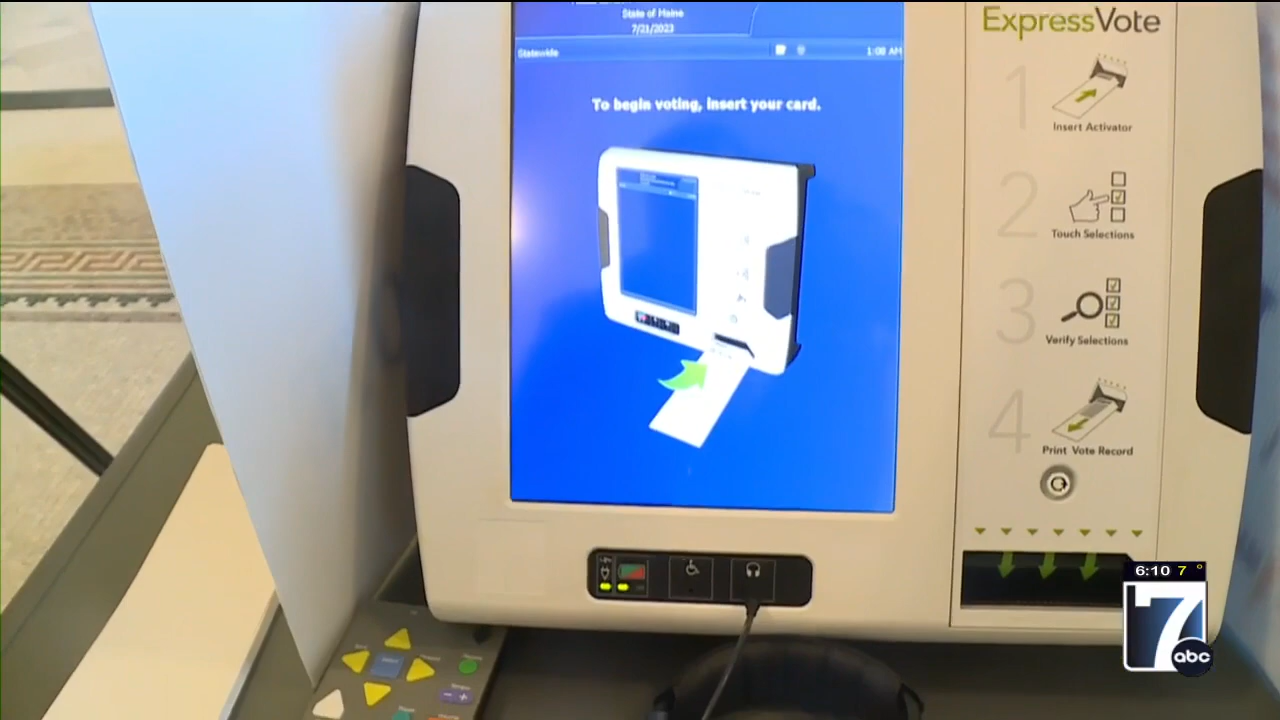 State of Maine
7/21/2023
Statewide
1:08 AM
To begin voting, insert your card.
ExpressVote
1
Insert Activator
2
Touch Selections
3
Verify Selections
4
Print Vote Record
6:10 7°
7
abc